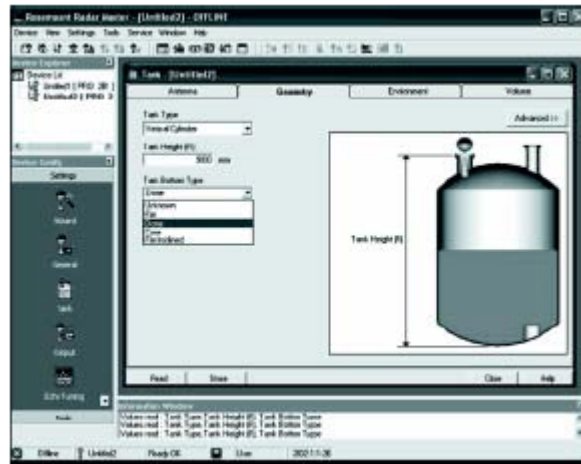 Rosemount Radar Master - [Untitled2] - OFFLINE
Device View Settings Tools Service Window Help
Device Explorer
Device List
Untitled1 [PRO
Untitled2 [PRO
Tank - [Untitled2]
Antenna Geometry Environment Volume
Tank Type
Vertical Cylinder
Advanced >>
Tank Height (R)
mm
Tank Bottom Type
Dome
Unknown
Flat
Dome
Cone
Flat Inclined
Tank Height (R)
Device Config
Settings
Wizard
General
Tank
Output
Echo Tuning
Tools
Read Store Close Help
Information Window
Values read : Tank Type, Tank Height (R), Tank Bottom Type
Values read : Tank Type, Tank Height (R), Tank Bottom Type
Values read : Tank Type, Tank Height (R), Tank Bottom Type
Offline Untitled2 Ready OK User